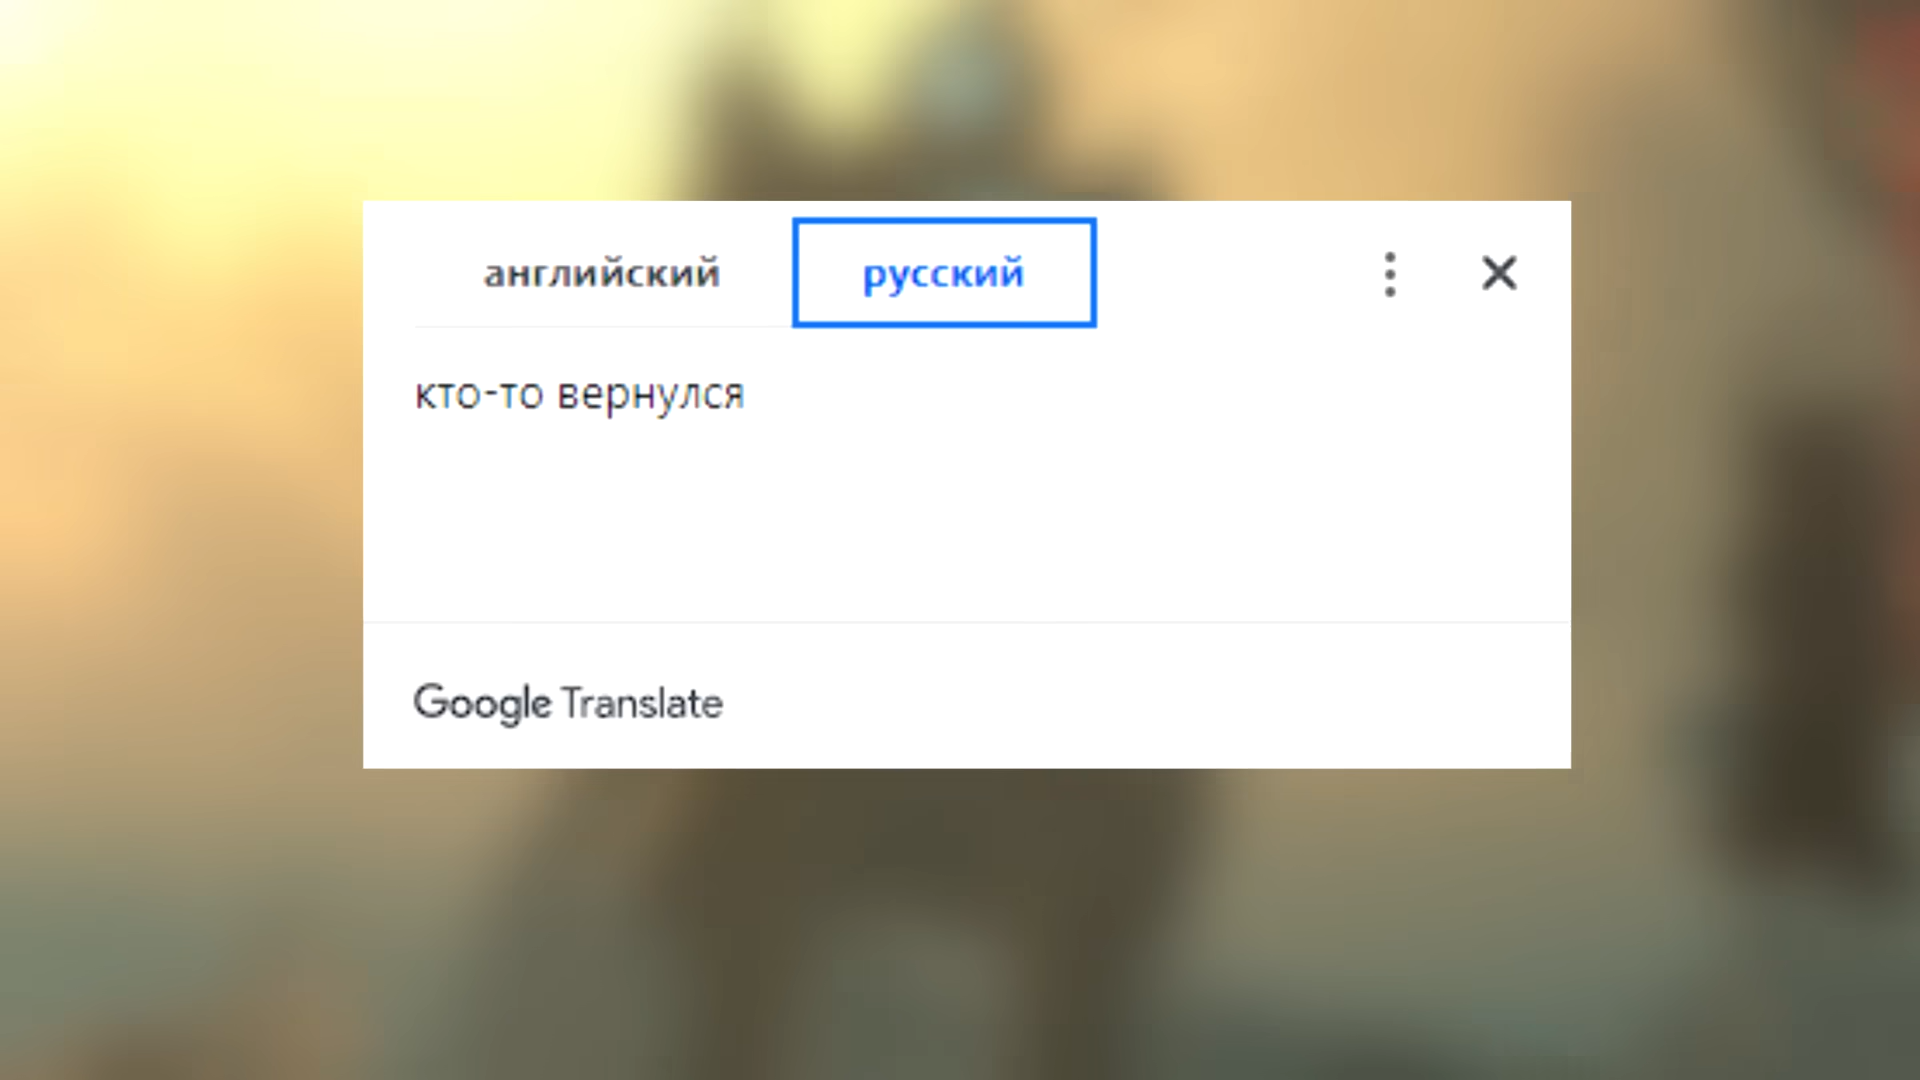 английский русский
кто-то вернулся
Google Translate